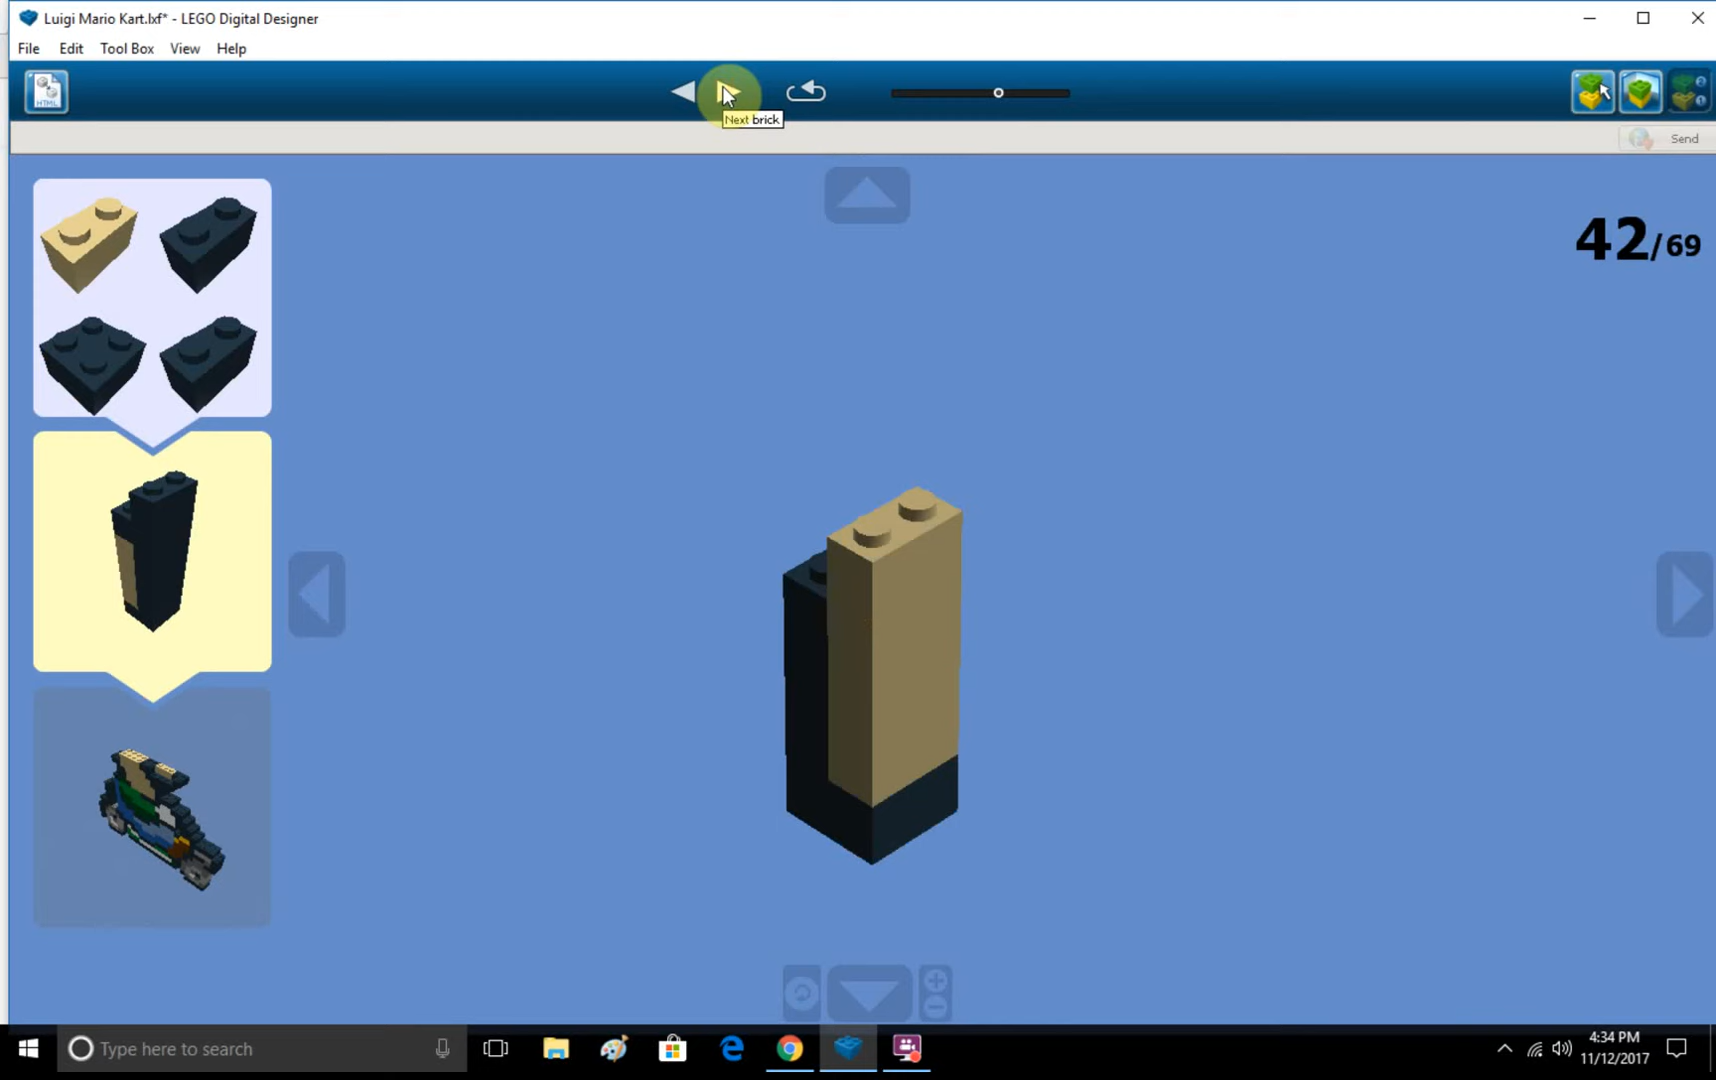 Luigi Mario Kart.lxf* - LEGO Digital Designer
File Edit Tool Box View Help
HTML
Next brick
Send
42/69
Type here to search
4:34 PM
11/12/2017